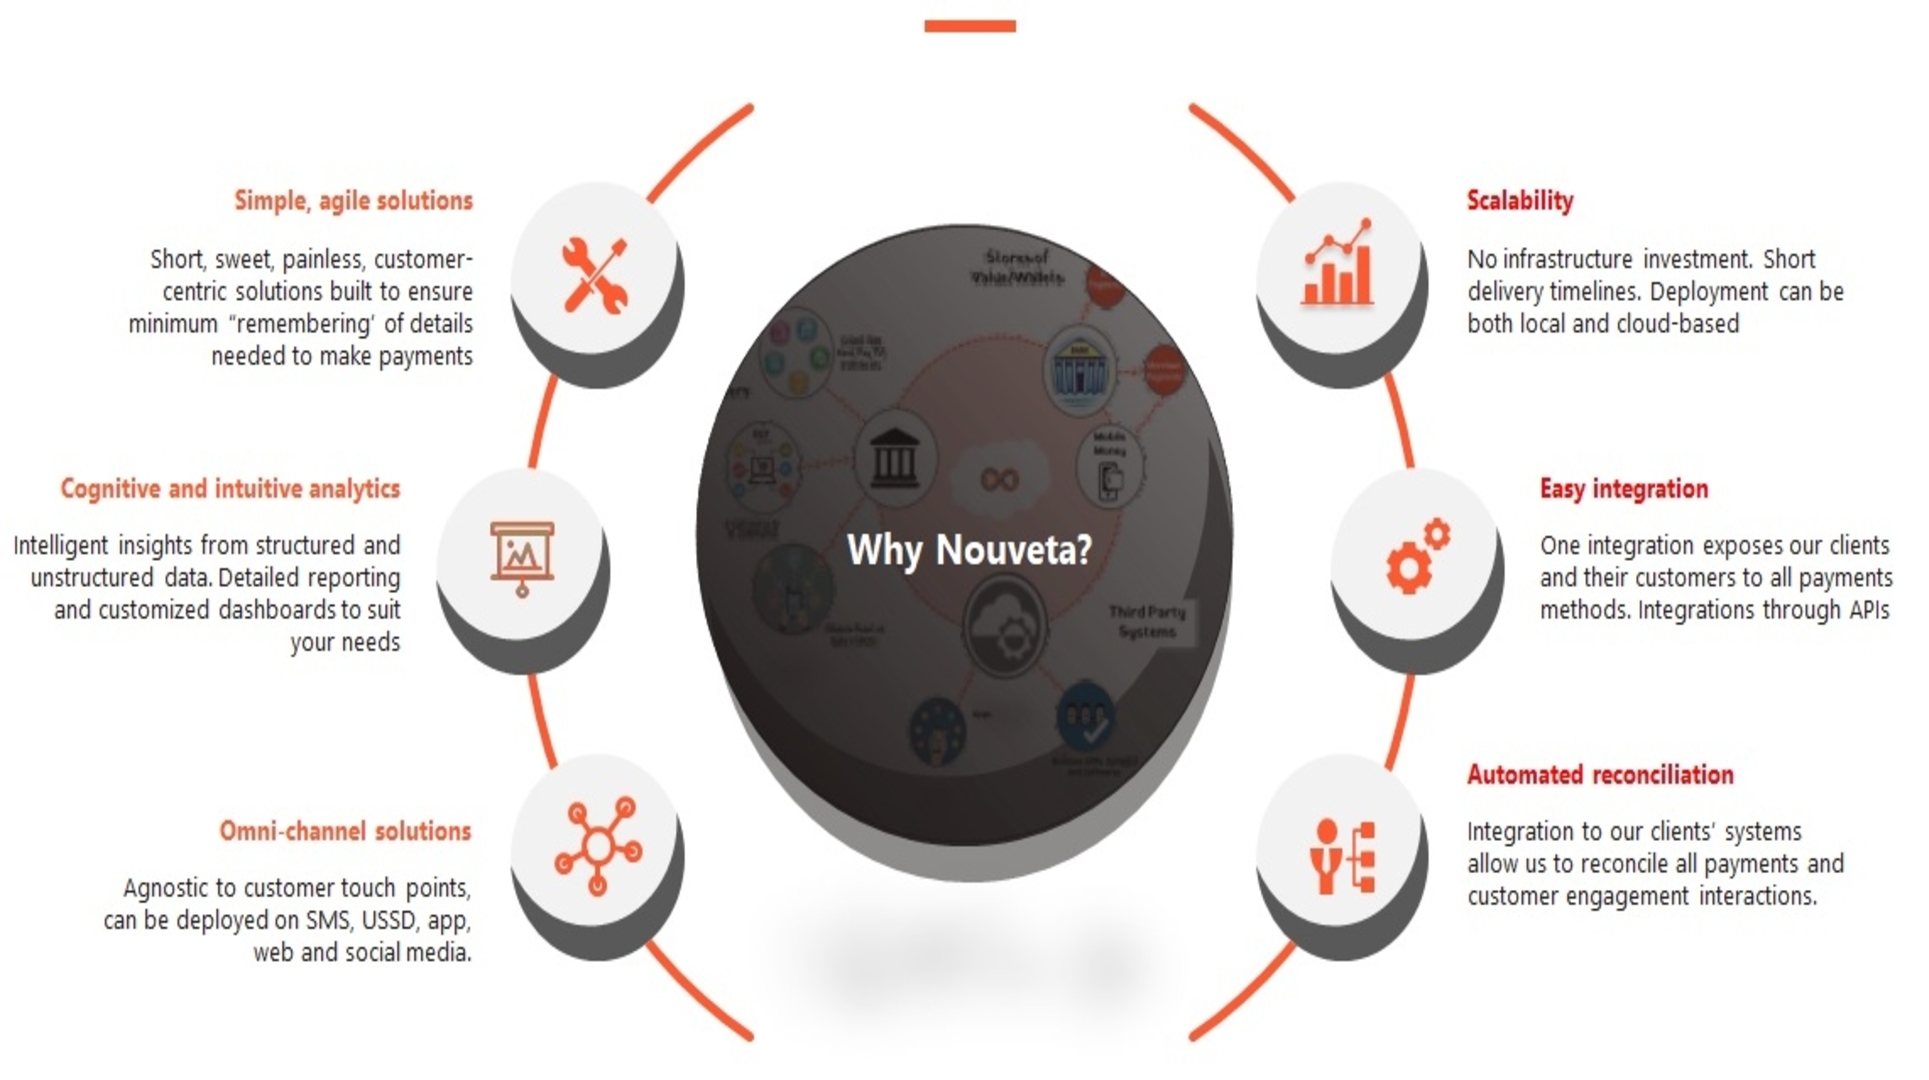 Simple, agile solutions
Short, sweet, painless, customer-
centric solutions built to ensure
minimum “remembering’ of details
needed to make payments
Cognitive and intuitive analytics
Intelligent insights from structured and
unstructured data. Detailed reporting
and customized dashboards to suit
your needs
Omni-channel solutions
Agnostic to customer touch points,
can be deployed on SMS, USSD, app,
web and social media.
Stores of
Value/Wallets
BANK
Mobile
Money
Why Nouveta?
Third Party
Systems
Scalability
No infrastructure investment. Short
delivery timelines. Deployment can be
both local and cloud-based
Easy integration
One integration exposes our clients
and their customers to all payments
methods. Integrations through APIs
Automated reconciliation
Integration to our clients’ systems
allow us to reconcile all payments and
customer engagement interactions.